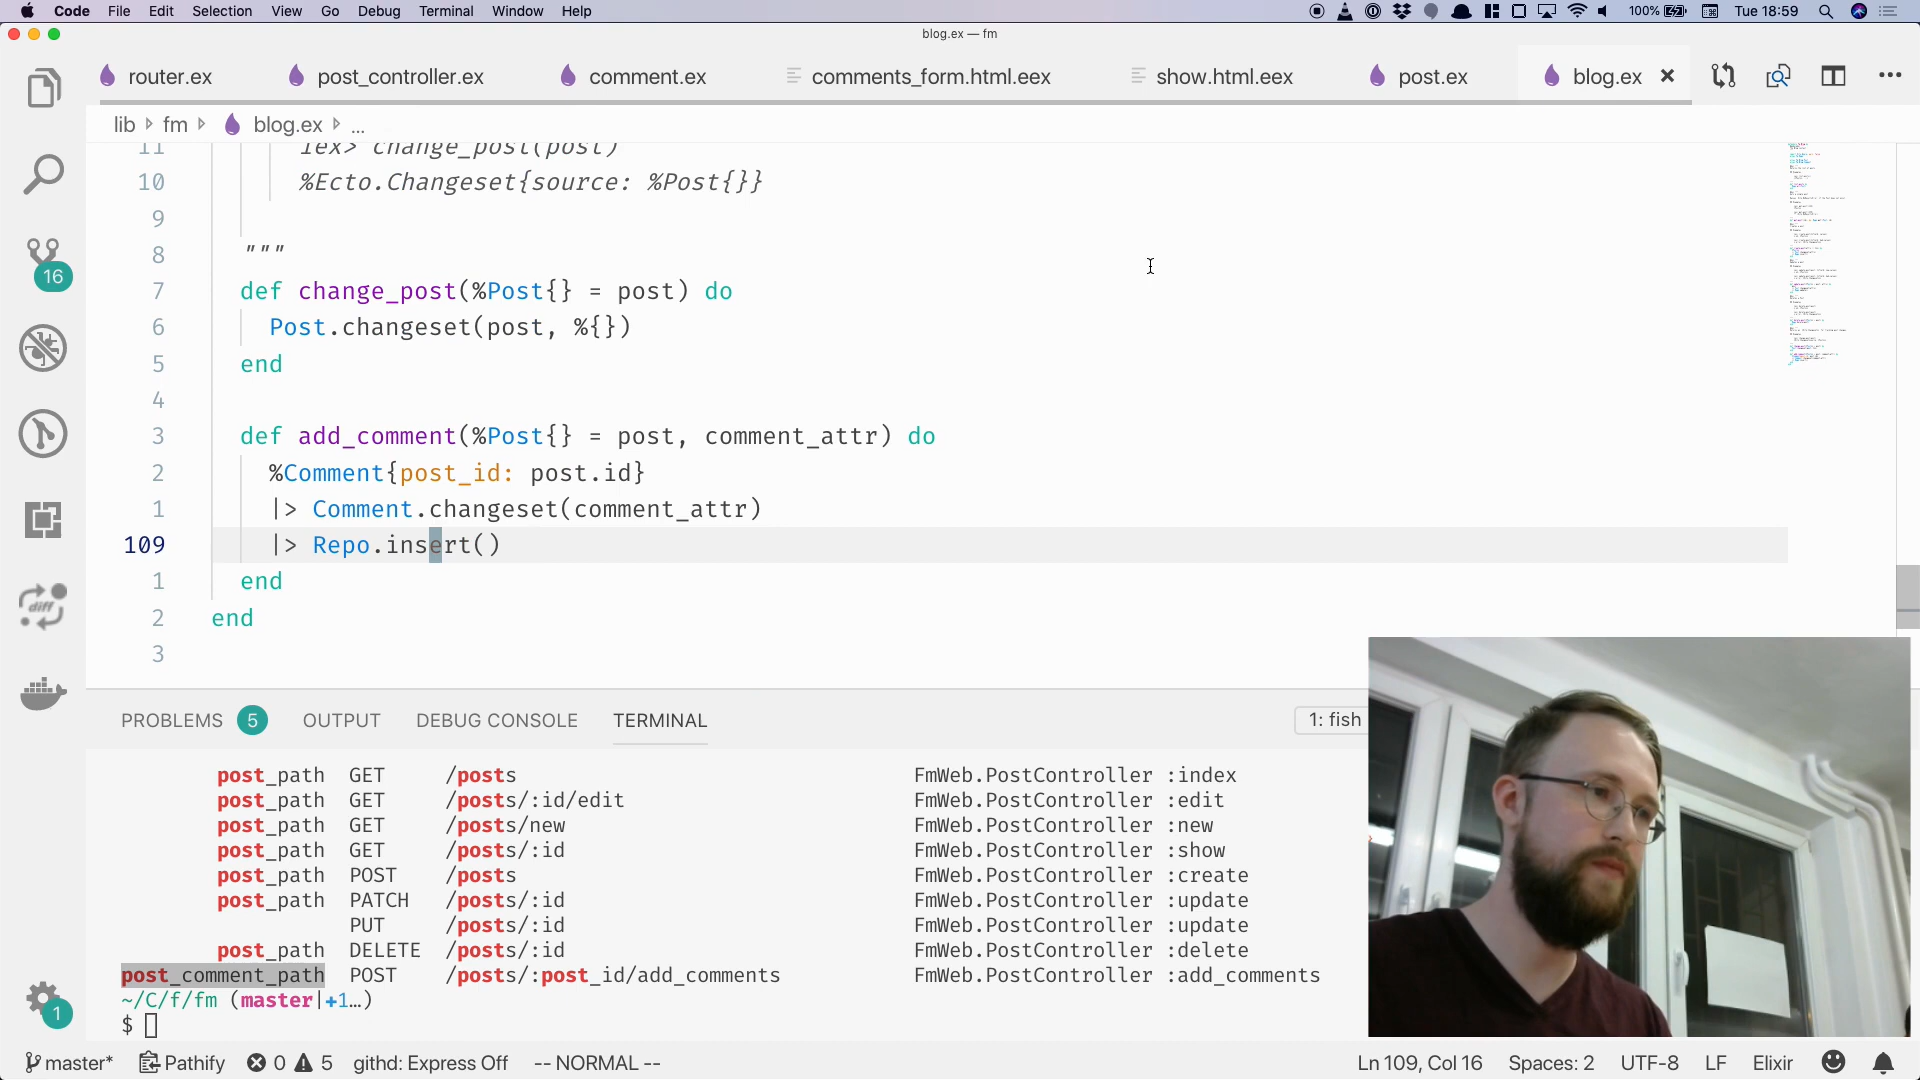 Code File Edit Selection View Go Debug Terminal Window Help 100% Tue 18:59
blog.ex — fm
router.ex post_controller.ex comment.ex comments_form.html.eex show.html.eex post.ex blog.ex
lib fm blog.ex ...
11 iex> change_post(post)
10 %Ecto.Changeset{source: %Post{}}
9
8 """
7 def change_post(%Post{} = post) do
6 Post.changeset(post, %{})
5 end
4
3 def add_comment(%Post{} = post, comment_attr) do
2 %Comment{post_id: post.id}
1 |> Comment.changeset(comment_attr)
109 |> Repo.insert()
1 end
2 end
3
16
diff
1
PROBLEMS 5 OUTPUT DEBUG CONSOLE TERMINAL 1: fish
post_path GET /posts FmWeb.PostController :index
post_path GET /posts/:id/edit FmWeb.PostController :edit
post_path GET /posts/new FmWeb.PostController :new
post_path GET /posts/:id FmWeb.PostController :show
post_path POST /posts FmWeb.PostController :create
post_path PATCH /posts/:id FmWeb.PostController :update
PUT /posts/:id FmWeb.PostController :update
post_path DELETE /posts/:id FmWeb.PostController :delete
post_comment_path POST /posts/:post_id/add_comments FmWeb.PostController :add_comments
~/C/f/fm (master|+1…)
$
master* Pathify 0 5 githd: Express Off -- NORMAL -- Ln 109, Col 16 Spaces: 2 UTF-8 LF Elixir